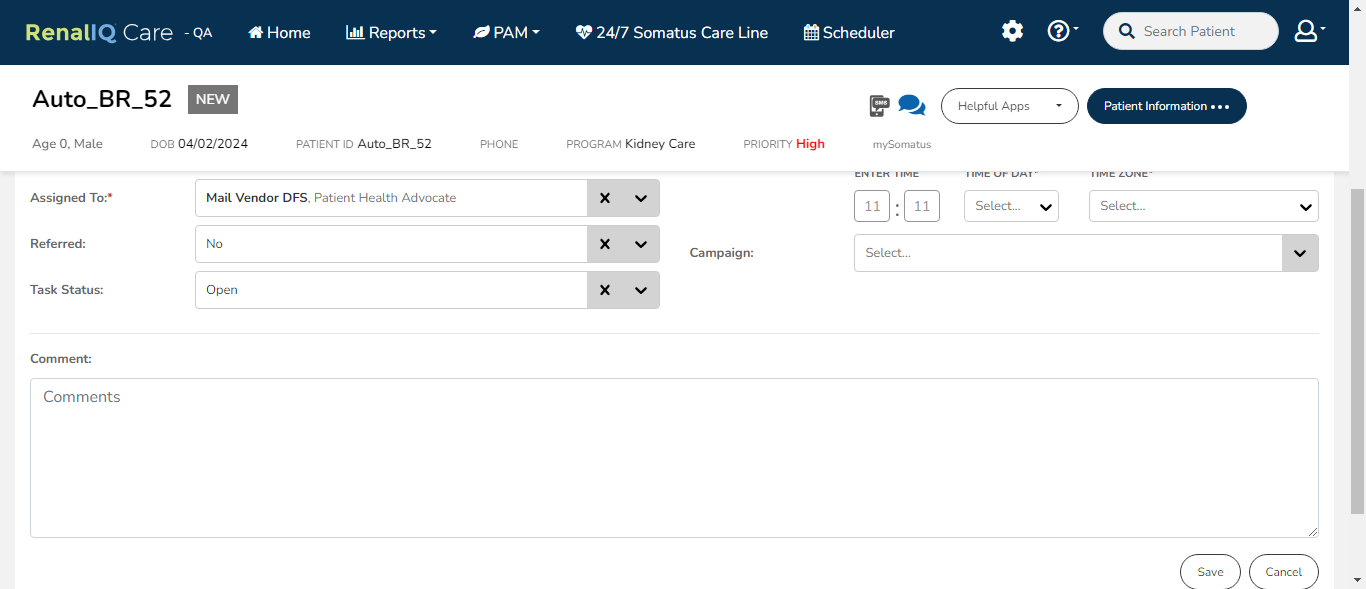 RenalIQ Care - QA Home Reports PAM 24/7 Somatus Care Line Scheduler Search Patient
Auto_BR_52 NEW
SMS Helpful Apps Patient Information
Age 0, Male DOB 04/02/2024 PATIENT ID Auto_BR_52 PHONE PROGRAM Kidney Care PRIORITY High mySomatus
ENTER TIME TIME OF DAY* TIME ZONE*
Assigned To:* Mail Vendor DFS, Patient Health Advocate
11 : 11 Select... Select...
Referred: No
Campaign: Select...
Task Status: Open
Comment:
Comments
Save Cancel